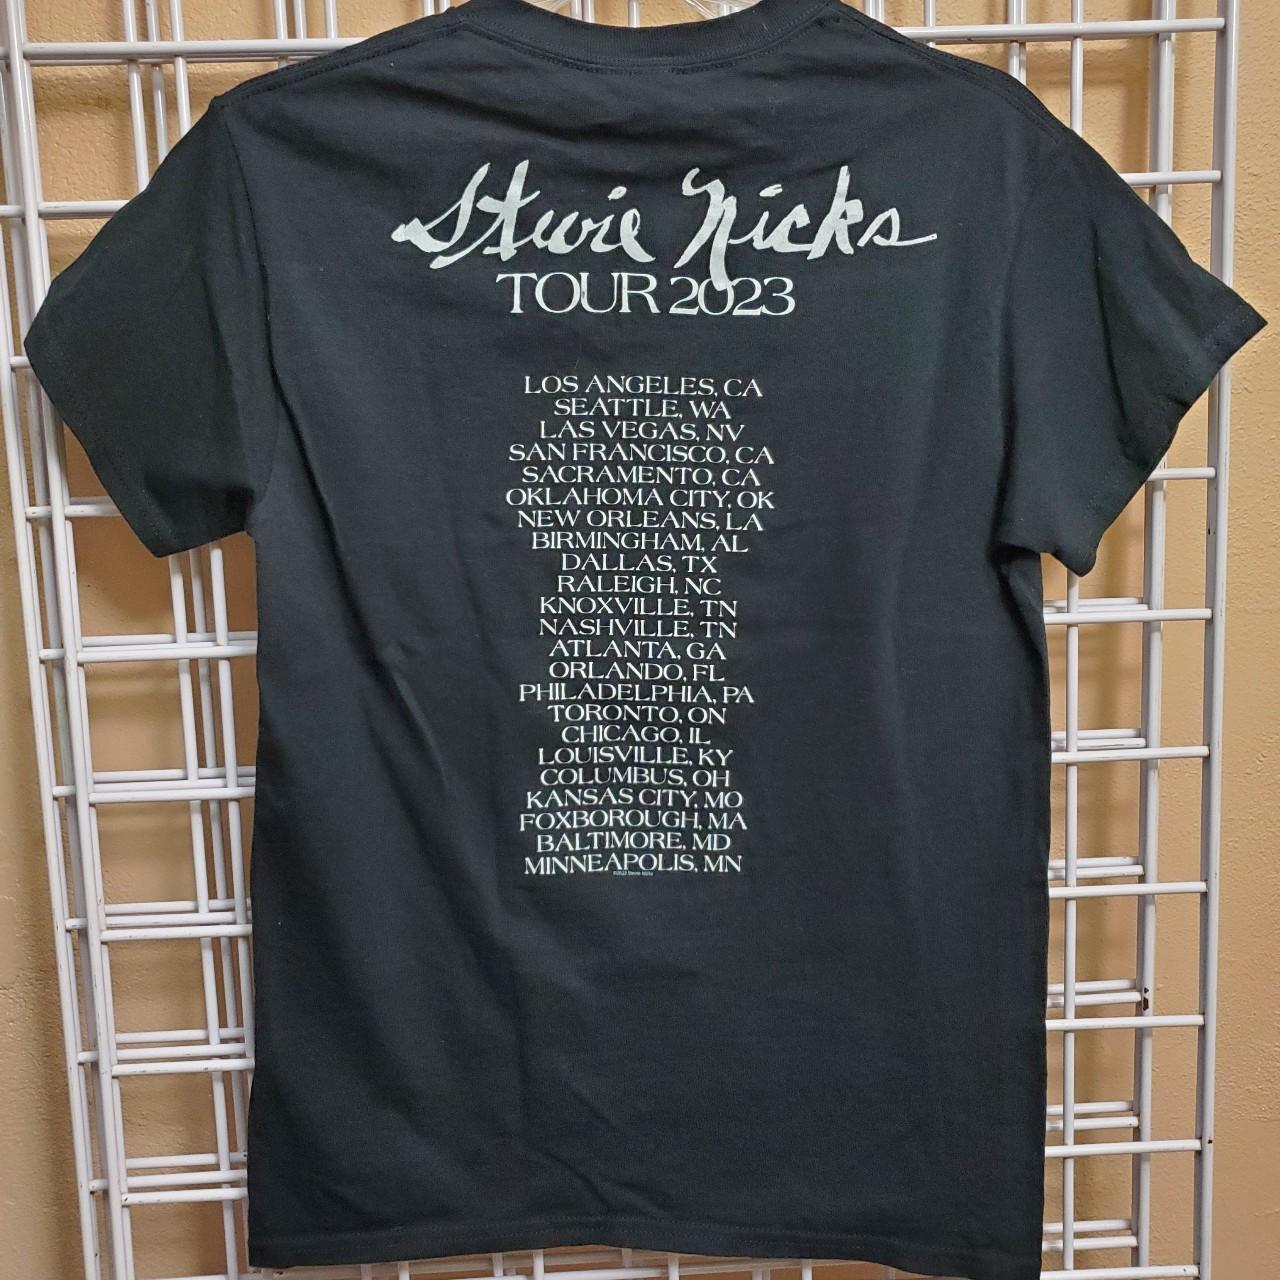 Stevie Nicks
TOUR 2023
LOS ANGELES, CA
SEATTLE, WA
LAS VEGAS, NV
SAN FRANCISCO, CA
SACRAMENTO, CA
OKLAHOMA CITY, OK
NEW ORLEANS, LA
BIRMINGHAM, AL
DALLAS, TX
RALEIGH, NC
KNOXVILLE, TN
NASHVILLE, TN
ATLANTA, GA
ORLANDO, FL
PHILADELPHIA, PA
TORONTO, ON
CHICAGO, IL
LOUISVILLE, KY
COLUMBUS, OH
KANSAS CITY, MO
FOXBOROUGH, MA
BALTIMORE, MD
MINNEAPOLIS, MN
Stevie Nicks